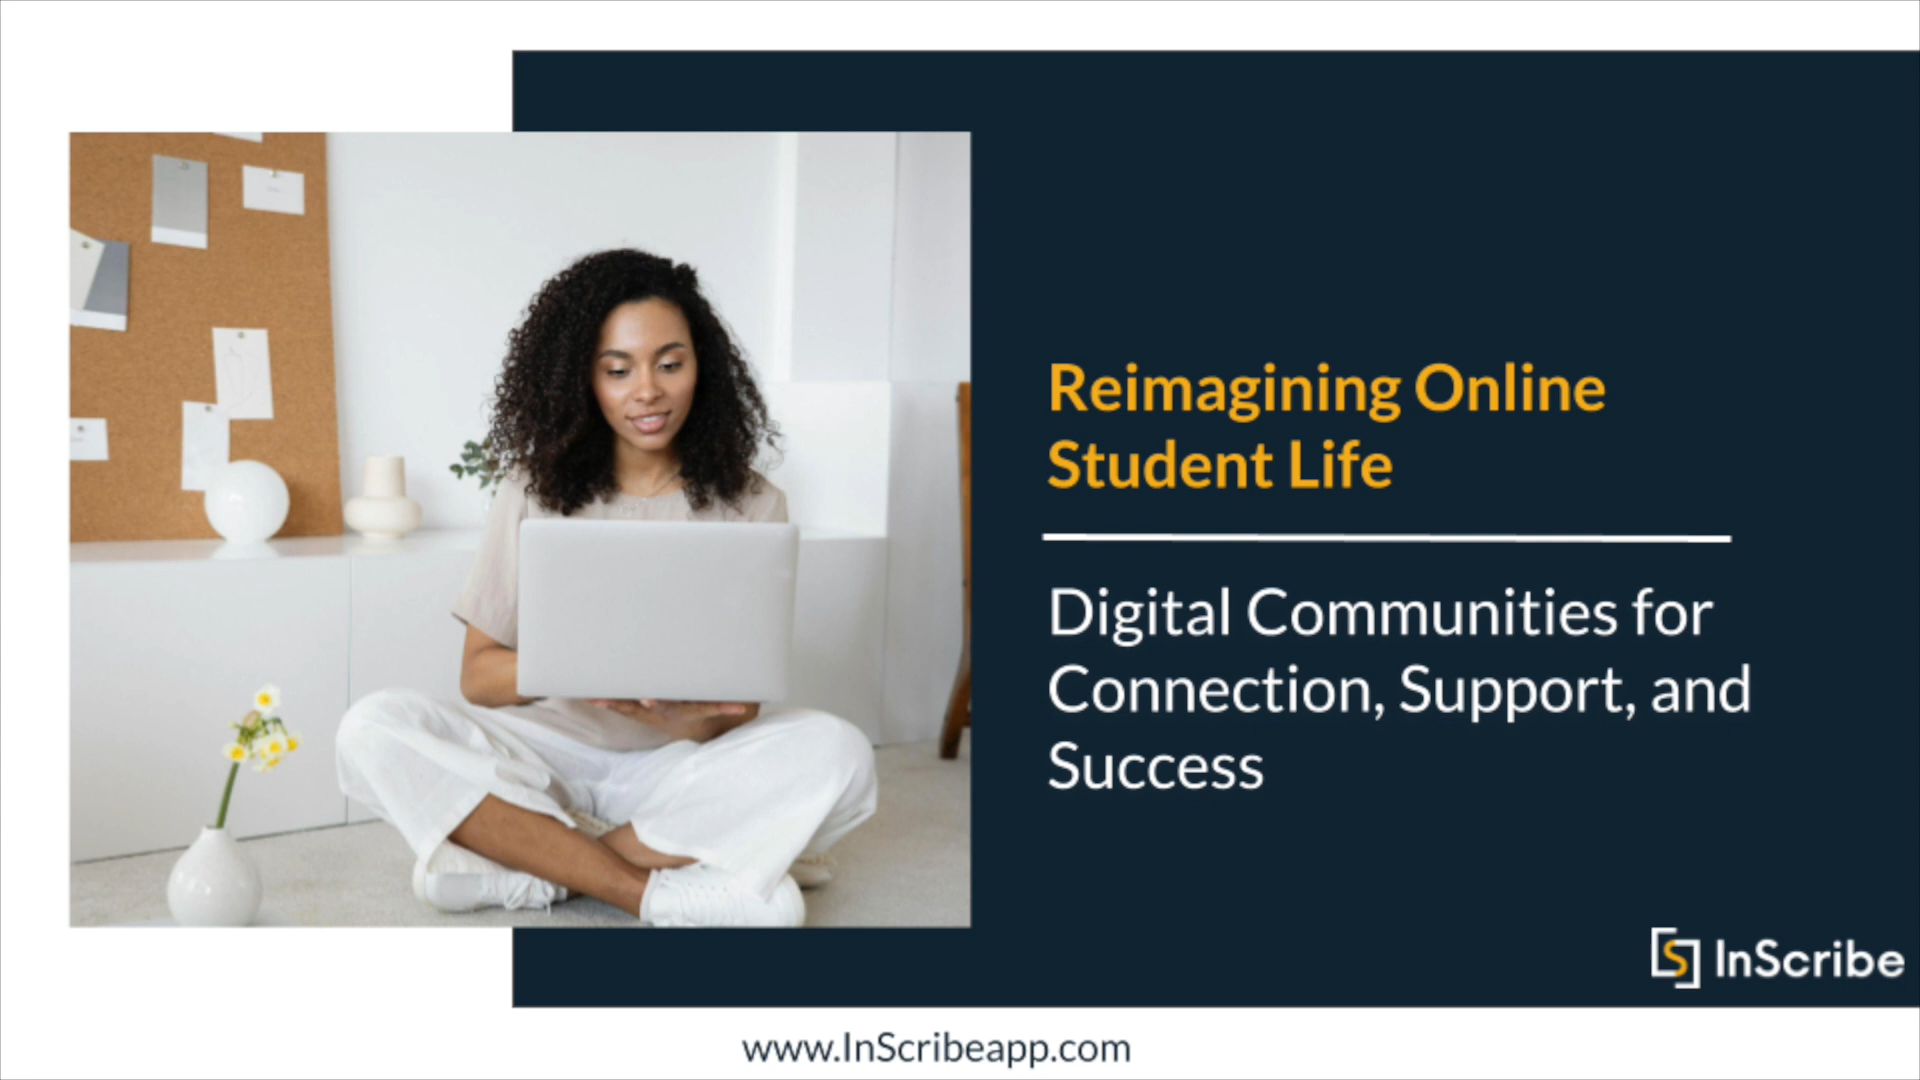 Reimagining Online
Student Life
Digital Communities for
Connection, Support, and
Success
InScribe
www.InScribeapp.com